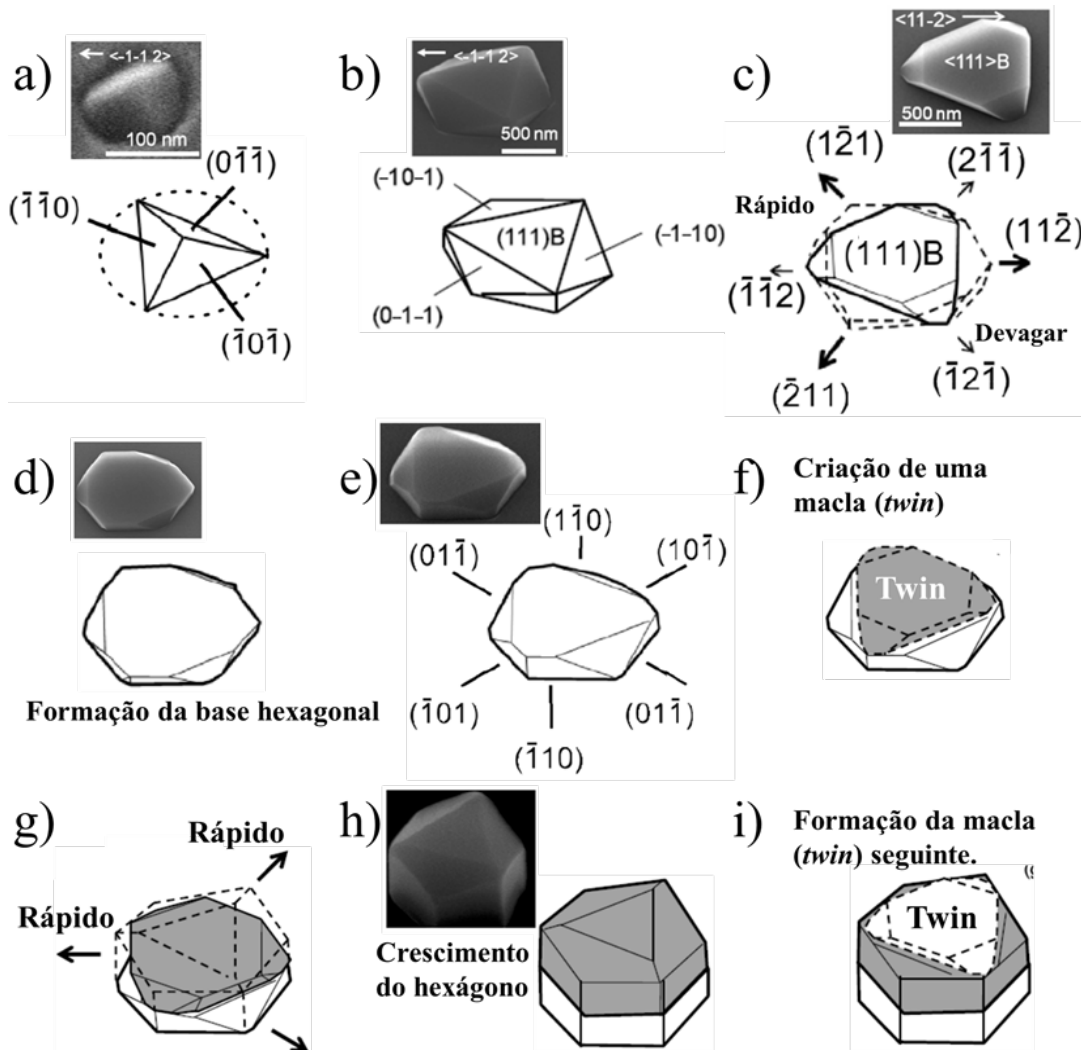 a)
← <-1-1 2>
100 nm
(01̄1̄)
(1̄1̄0)
(1̄01̄)
b)
← <-1-1 2>
500 nm
(-10-1)
(111)B
(-1-10)
(0-1-1)
c)
<11-2> →
<111>B
500 nm
(12̄1)
(21̄1̄)
Rápido
(111)B
(112̄)
(1̄1̄2)
Devagar
(2̄11)
(1̄21̄)
d)
Formação da base hexagonal
e)
(11̄0)
(011̄)
(101̄)
(1̄01)
(011̄)
(1̄10)
f)
Criação de uma
macla (twin)
Twin
g)
Rápido
Rápido
h)
Crescimento
do hexágono
i)
Formação da macla
(twin) seguinte.
Twin